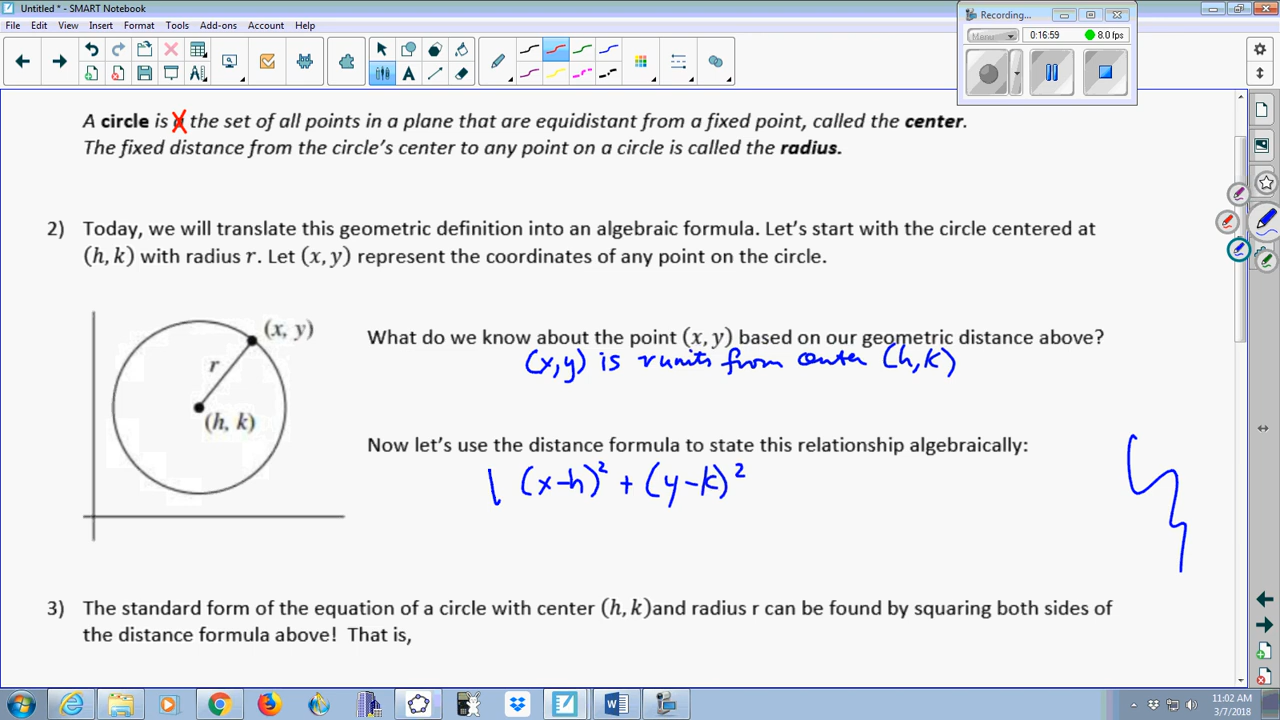 Untitled * - SMART Notebook
File Edit View Insert Format Tools Add-ons Account Help
Recording...
Menu
0:16:59
8.0 fps
A circle is the set of all points in a plane that are equidistant from a fixed point, called the center.
The fixed distance from the circle's center to any point on a circle is called the radius.
2) Today, we will translate this geometric definition into an algebraic formula. Let's start with the circle centered at
(h, k) with radius r. Let (x, y) represent the coordinates of any point on the circle.
(x, y)
r
(h, k)
What do we know about the point (x, y) based on our geometric distance above?
(x,y) is r units from center (h,k)
Now let's use the distance formula to state this relationship algebraically:
(x-h)² + (y-k)²
3) The standard form of the equation of a circle with center (h, k)and radius r can be found by squaring both sides of
the distance formula above! That is,
11:02 AM
3/7/2018